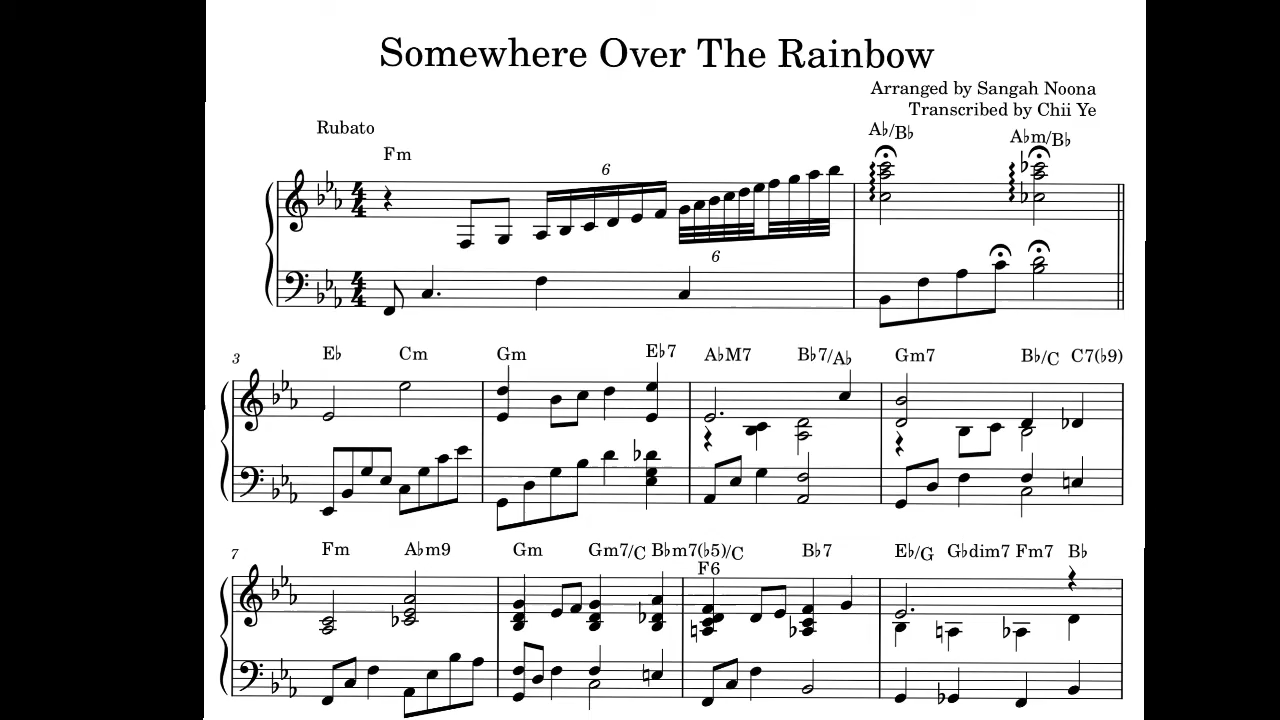 Somewhere Over The Rainbow
Arranged by Sangah Noona
Transcribed by Chii Ye
Rubato
Fm A♭/B♭ A♭m/B♭
6
6
3
E♭ Cm Gm E♭7 A♭M7 B♭7/A♭ Gm7 B♭/C C7(♭9)
7
Fm A♭m9 Gm Gm7/C B♭m7(♭5)/C F6 B♭7 E♭/G G♭dim7 Fm7 B♭